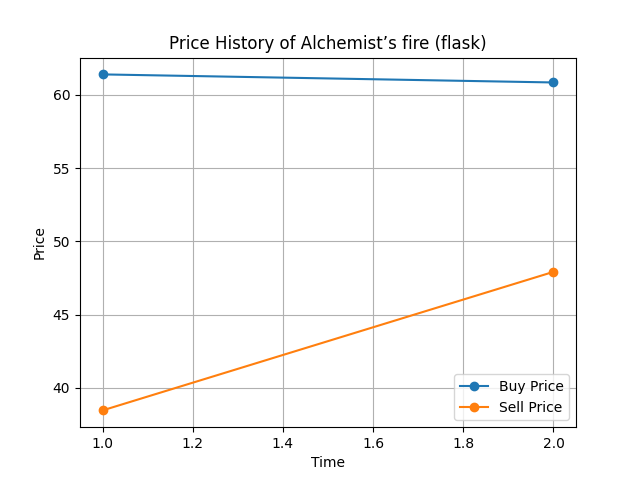 Price History of Alchemist’s fire (flask)
Price
60
55
50
45
40
Buy Price
Sell Price
1.0 1.2 1.4 1.6 1.8 2.0
Time